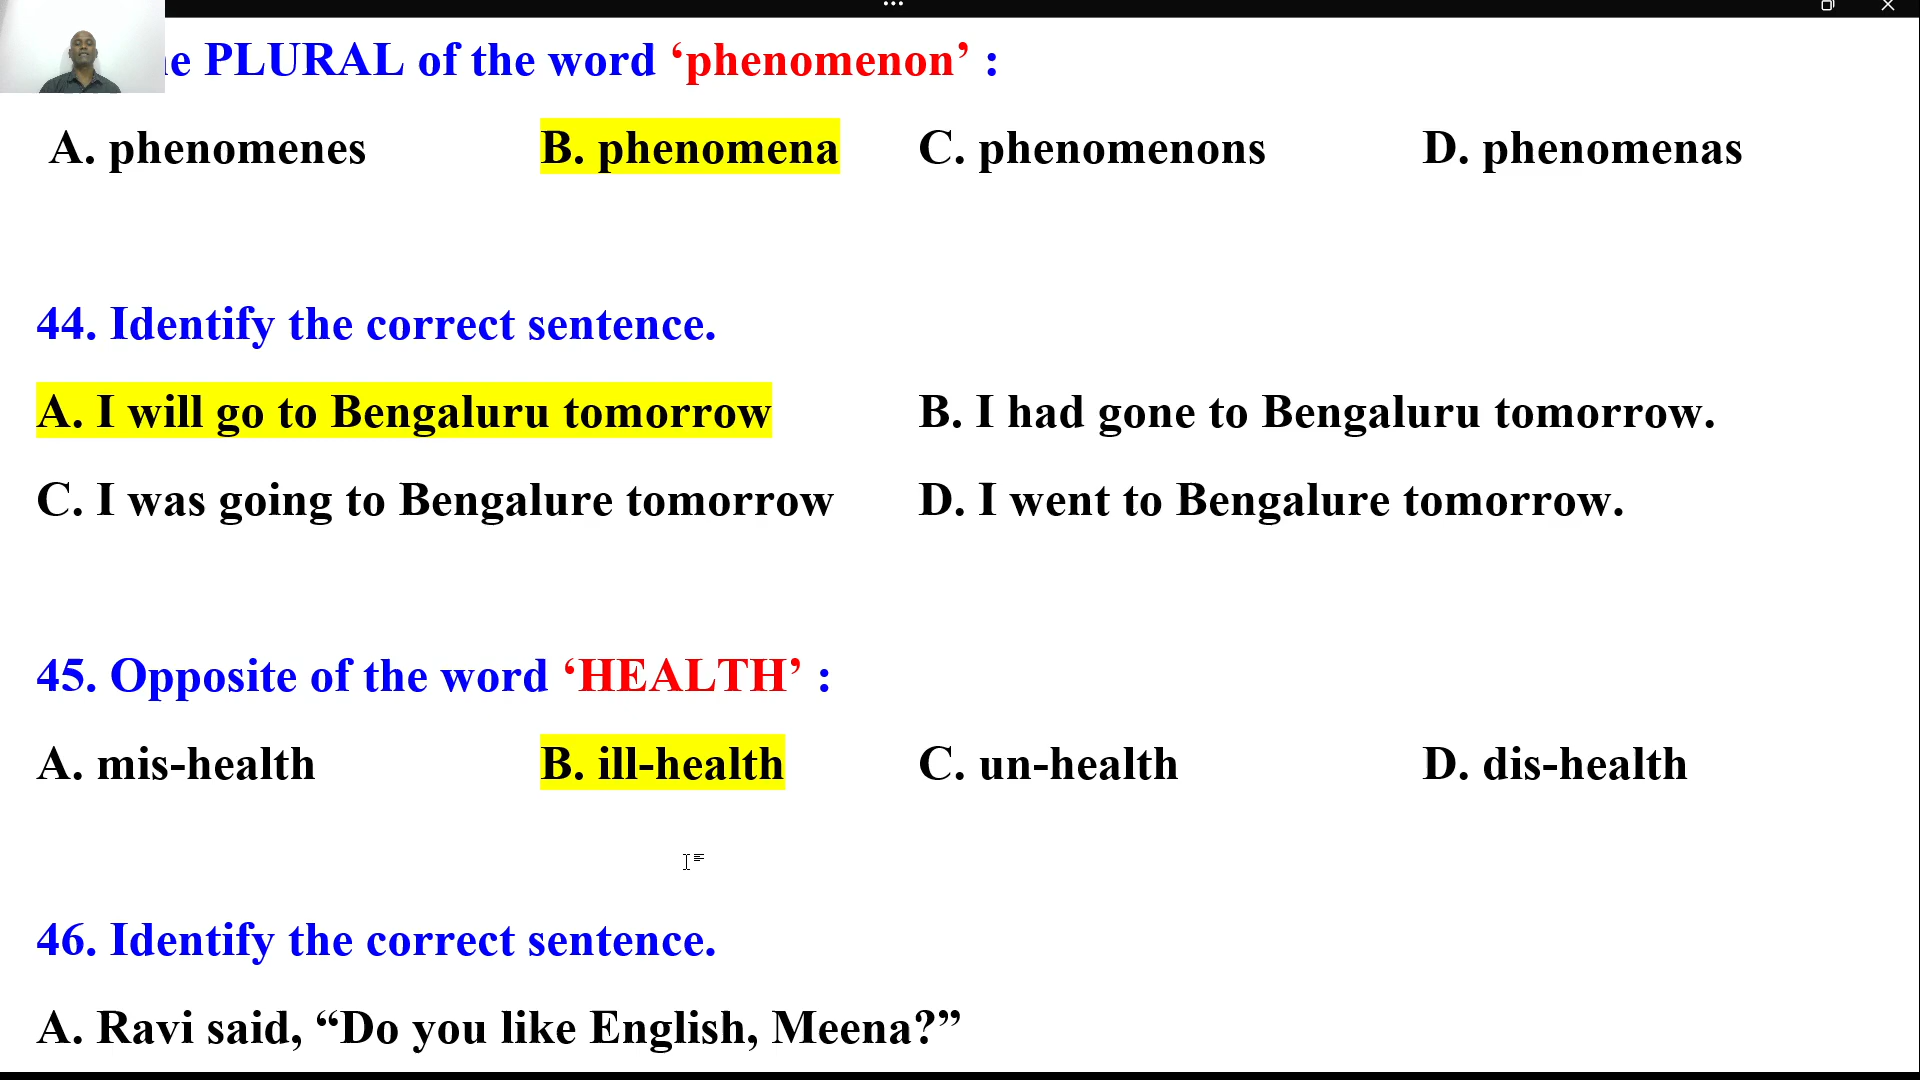 e PLURAL of the word ‘phenomenon’ :
A. phenomenes B. phenomena C. phenomenons D. phenomenas
44. Identify the correct sentence.
A. I will go to Bengaluru tomorrow B. I had gone to Bengaluru tomorrow.
C. I was going to Bengalure tomorrow D. I went to Bengalure tomorrow.
45. Opposite of the word ‘HEALTH’ :
A. mis-health B. ill-health C. un-health D. dis-health
46. Identify the correct sentence.
A. Ravi said, “Do you like English, Meena?”